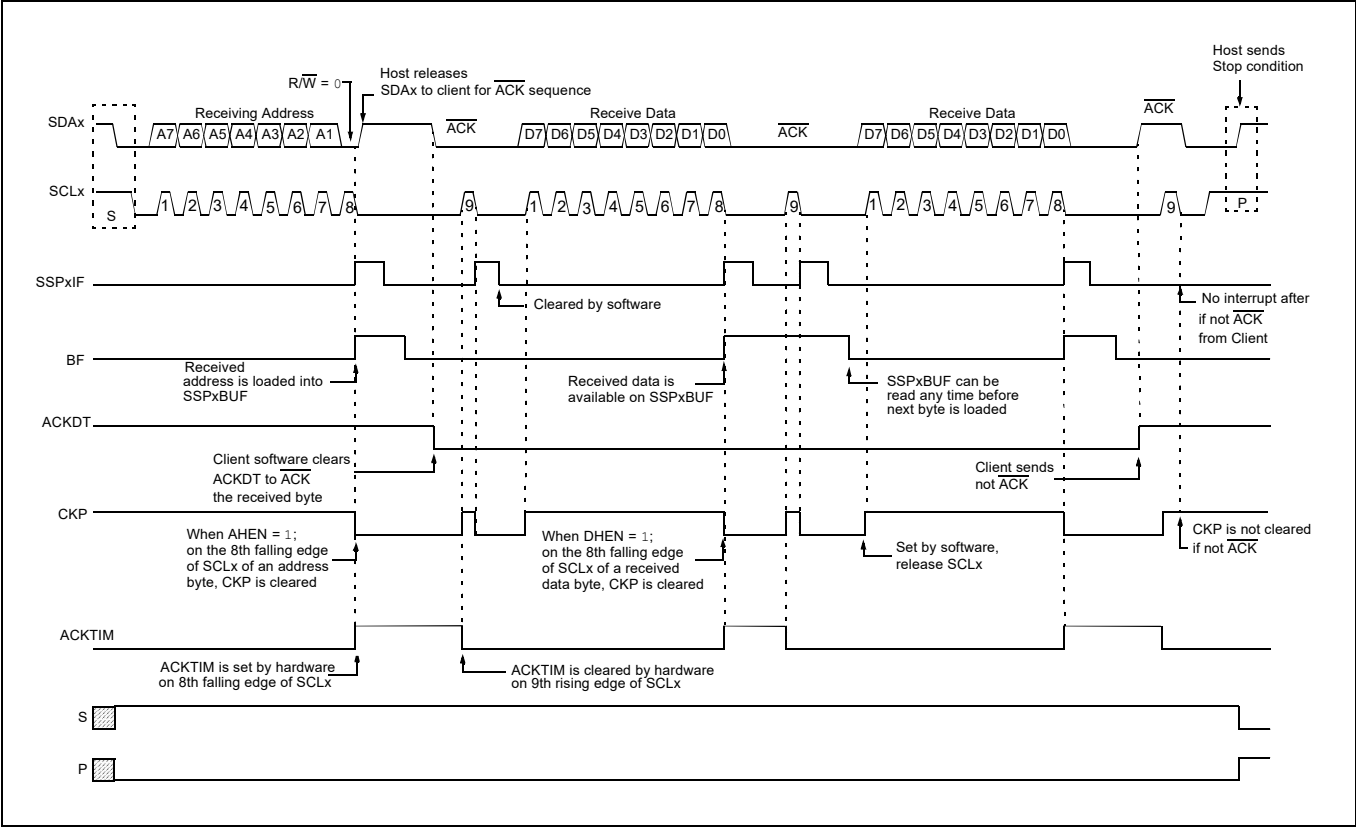 Host sends
Stop condition
R/W = 0
Host releases
SDAx to client for ACK sequence
SDAx
Receiving Address
A7 A6 A5 A4 A3 A2 A1
ACK
Receive Data
D7 D6 D5 D4 D3 D2 D1 D0
ACK
Receive Data
D7 D6 D5 D4 D3 D2 D1 D0
ACK
SCLx
S
1 2 3 4 5 6 7 8 9 1 2 3 4 5 6 7 8 9 1 2 3 4 5 6 7 8 9
P
SSPxIF
Cleared by software
No interrupt after
if not ACK
from Client
BF
Received
address is loaded into
SSPxBUF
Received data is
available on SSPxBUF
SSPxBUF can be
read any time before
next byte is loaded
ACKDT
Client software clears
ACKDT to ACK
the received byte
Client sends
not ACK
CKP
When AHEN = 1;
on the 8th falling edge
of SCLx of an address
byte, CKP is cleared
When DHEN = 1;
on the 8th falling edge
of SCLx of a received
data byte, CKP is cleared
Set by software,
release SCLx
CKP is not cleared
if not ACK
ACKTIM
ACKTIM is set by hardware
on 8th falling edge of SCLx
ACKTIM is cleared by hardware
on 9th rising edge of SCLx
S
P